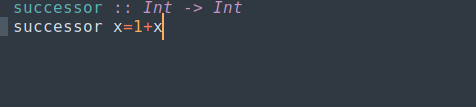 successor :: Int -> Int
successor x=1+x